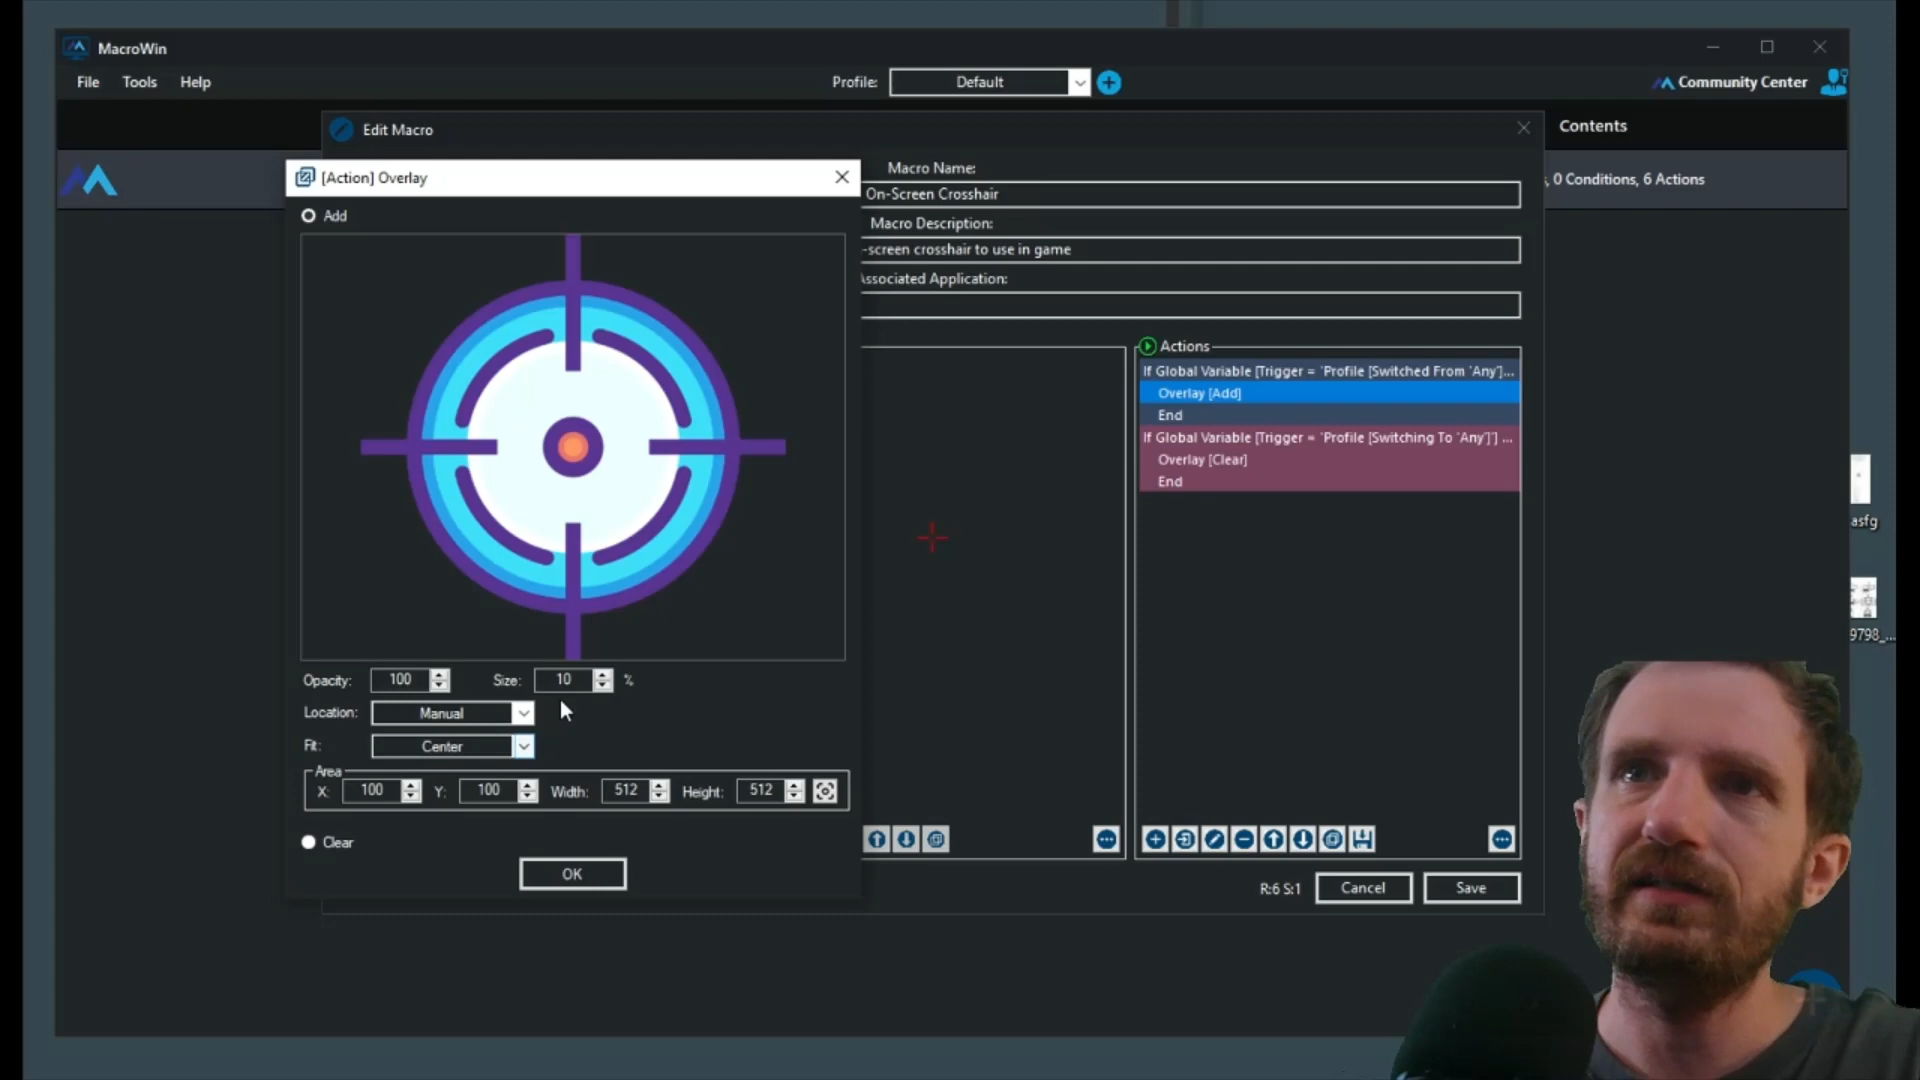 MacroWin
File Tools Help
Profile: Default
Community Center
Edit Macro
Contents
[Action] Overlay
Macro Name:
On-Screen Crosshair
, 0 Conditions, 6 Actions
Add
Macro Description:
-screen crosshair to use in game
Associated Application:
Actions
If Global Variable [Trigger = 'Profile [Switched From 'Any']...
Overlay [Add]
End
If Global Variable [Trigger = 'Profile [Switching To 'Any']'] ...
Overlay [Clear]
End
asfg
9798_...
Opacity: 100 Size: 10 %
Location: Manual
Fit: Center
Area
X: 100 Y: 100 Width: 512 Height: 512
Clear
OK
R:6 S:1 Cancel Save